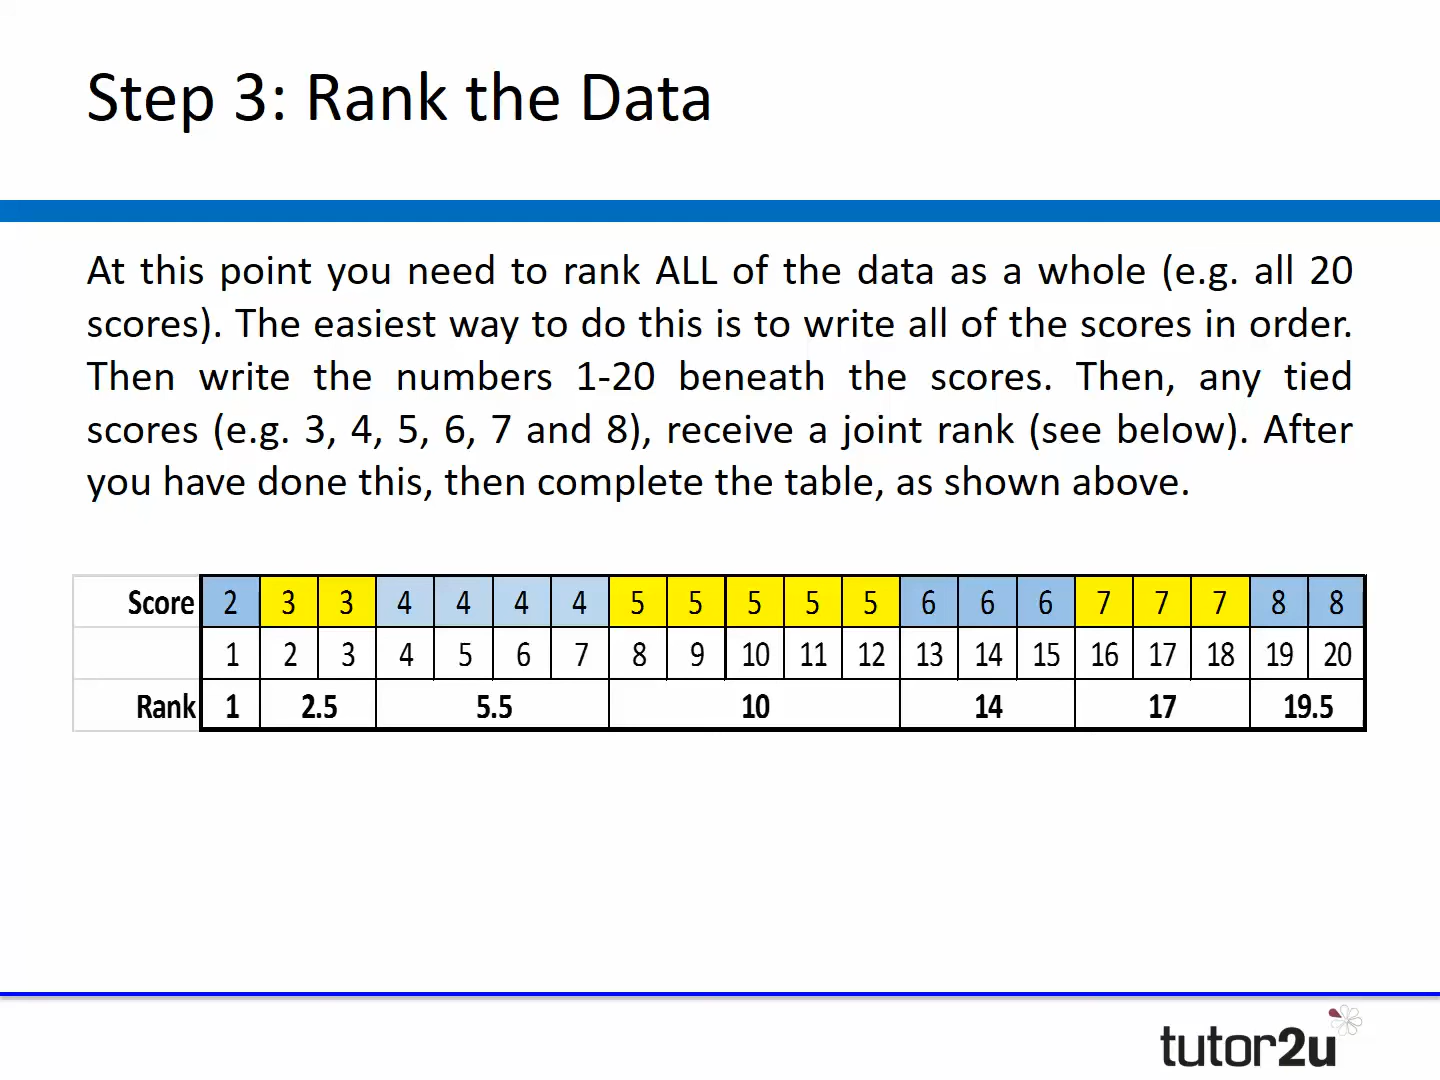 Step 3: Rank the Data
At this point you need to rank ALL of the data as a whole (e.g. all 20
scores). The easiest way to do this is to write all of the scores in order.
Then write the numbers 1-20 beneath the scores. Then, any tied
scores (e.g. 3, 4, 5, 6, 7 and 8), receive a joint rank (see below). After
you have done this, then complete the table, as shown above.
Score 2 3 3 4 4 4 4 5 5 5 5 5 6 6 6 7 7 7 8 8
1 2 3 4 5 6 7 8 9 10 11 12 13 14 15 16 17 18 19 20
Rank 1 2.5 5.5 10 14 17 19.5
tutor2u